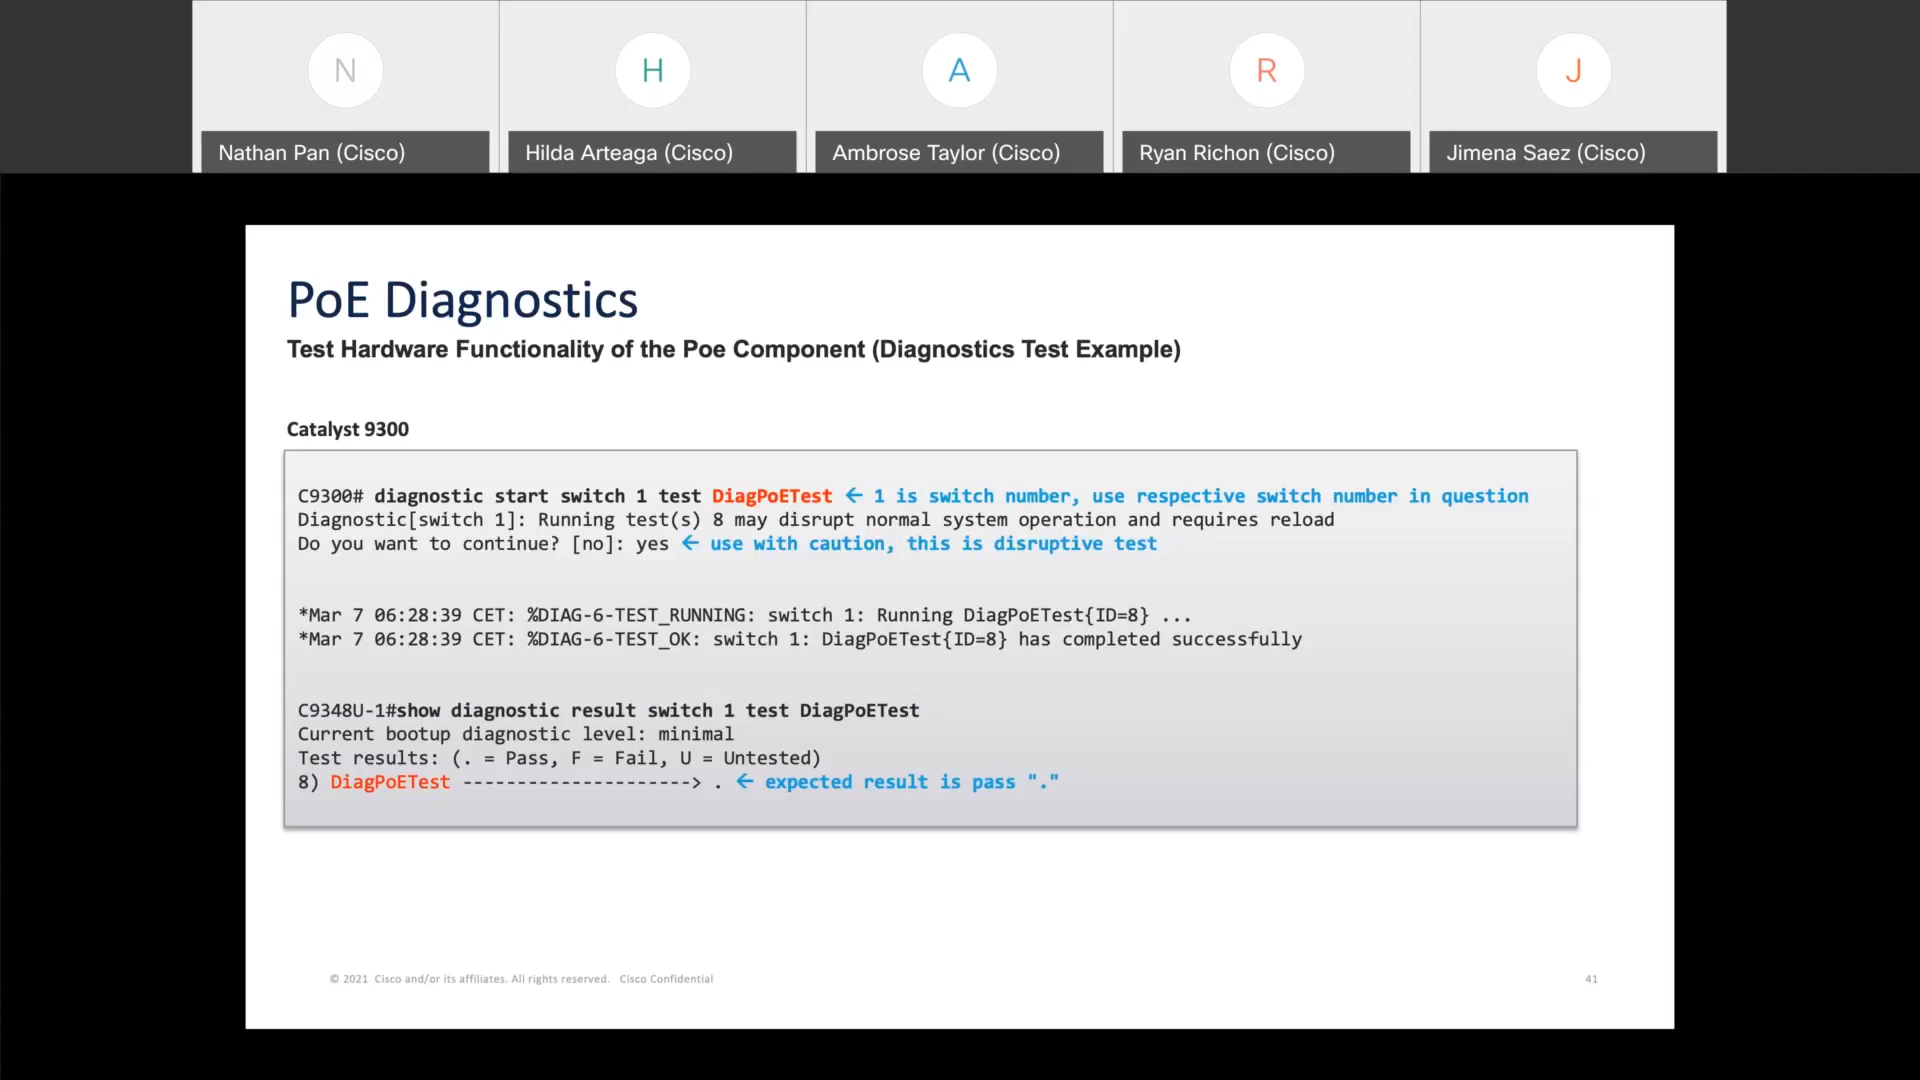 N
H
A
R
J
Nathan Pan (Cisco)
Hilda Arteaga (Cisco)
Ambrose Taylor (Cisco)
Ryan Richon (Cisco)
Jimena Saez (Cisco)
PoE Diagnostics
Test Hardware Functionality of the Poe Component (Diagnostics Test Example)
Catalyst 9300
C9300# diagnostic start switch 1 test DiagPoETest ← 1 is switch number, use respective switch number in question
Diagnostic[switch 1]: Running test(s) 8 may disrupt normal system operation and requires reload
Do you want to continue? [no]: yes ← use with caution, this is disruptive test
*Mar 7 06:28:39 CET: %DIAG-6-TEST_RUNNING: switch 1: Running DiagPoETest{ID=8} ...
*Mar 7 06:28:39 CET: %DIAG-6-TEST_OK: switch 1: DiagPoETest{ID=8} has completed successfully
C9348U-1#show diagnostic result switch 1 test DiagPoETest
Current bootup diagnostic level: minimal
Test results: (. = Pass, F = Fail, U = Untested)
8) DiagPoETest ---------------------> . ← expected result is pass "."
© 2021 Cisco and/or its affiliates. All rights reserved. Cisco Confidential
41